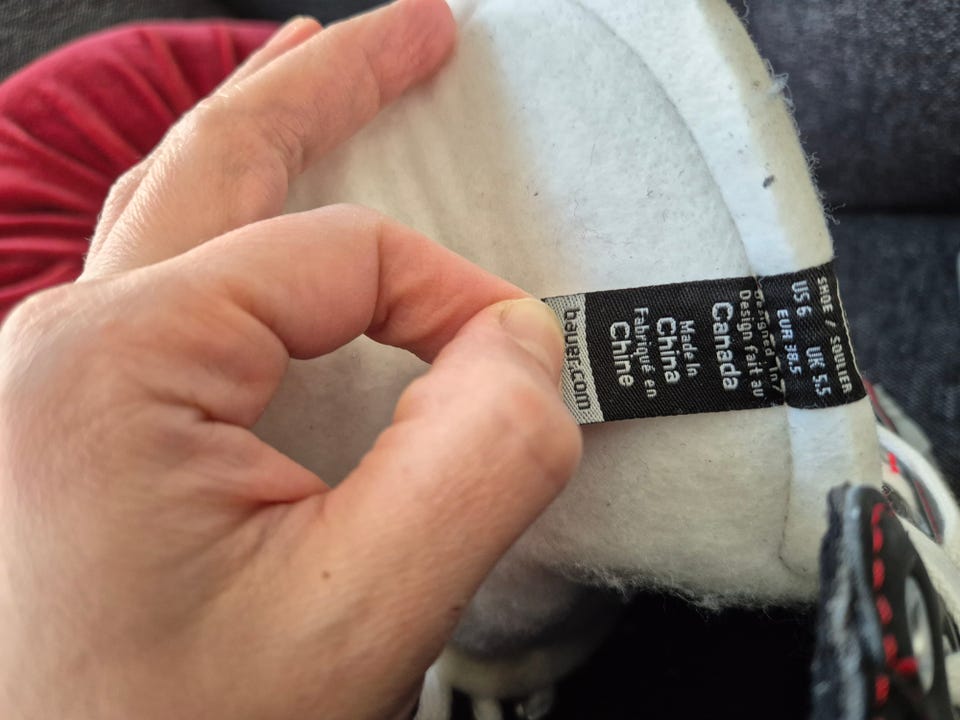 SHOE / SOULIER
US 6 UK 5.5
EUR 38.5
Designed in /
Design fait au
Canada
Made in
China
Fabriqué en
Chine
bauer.com